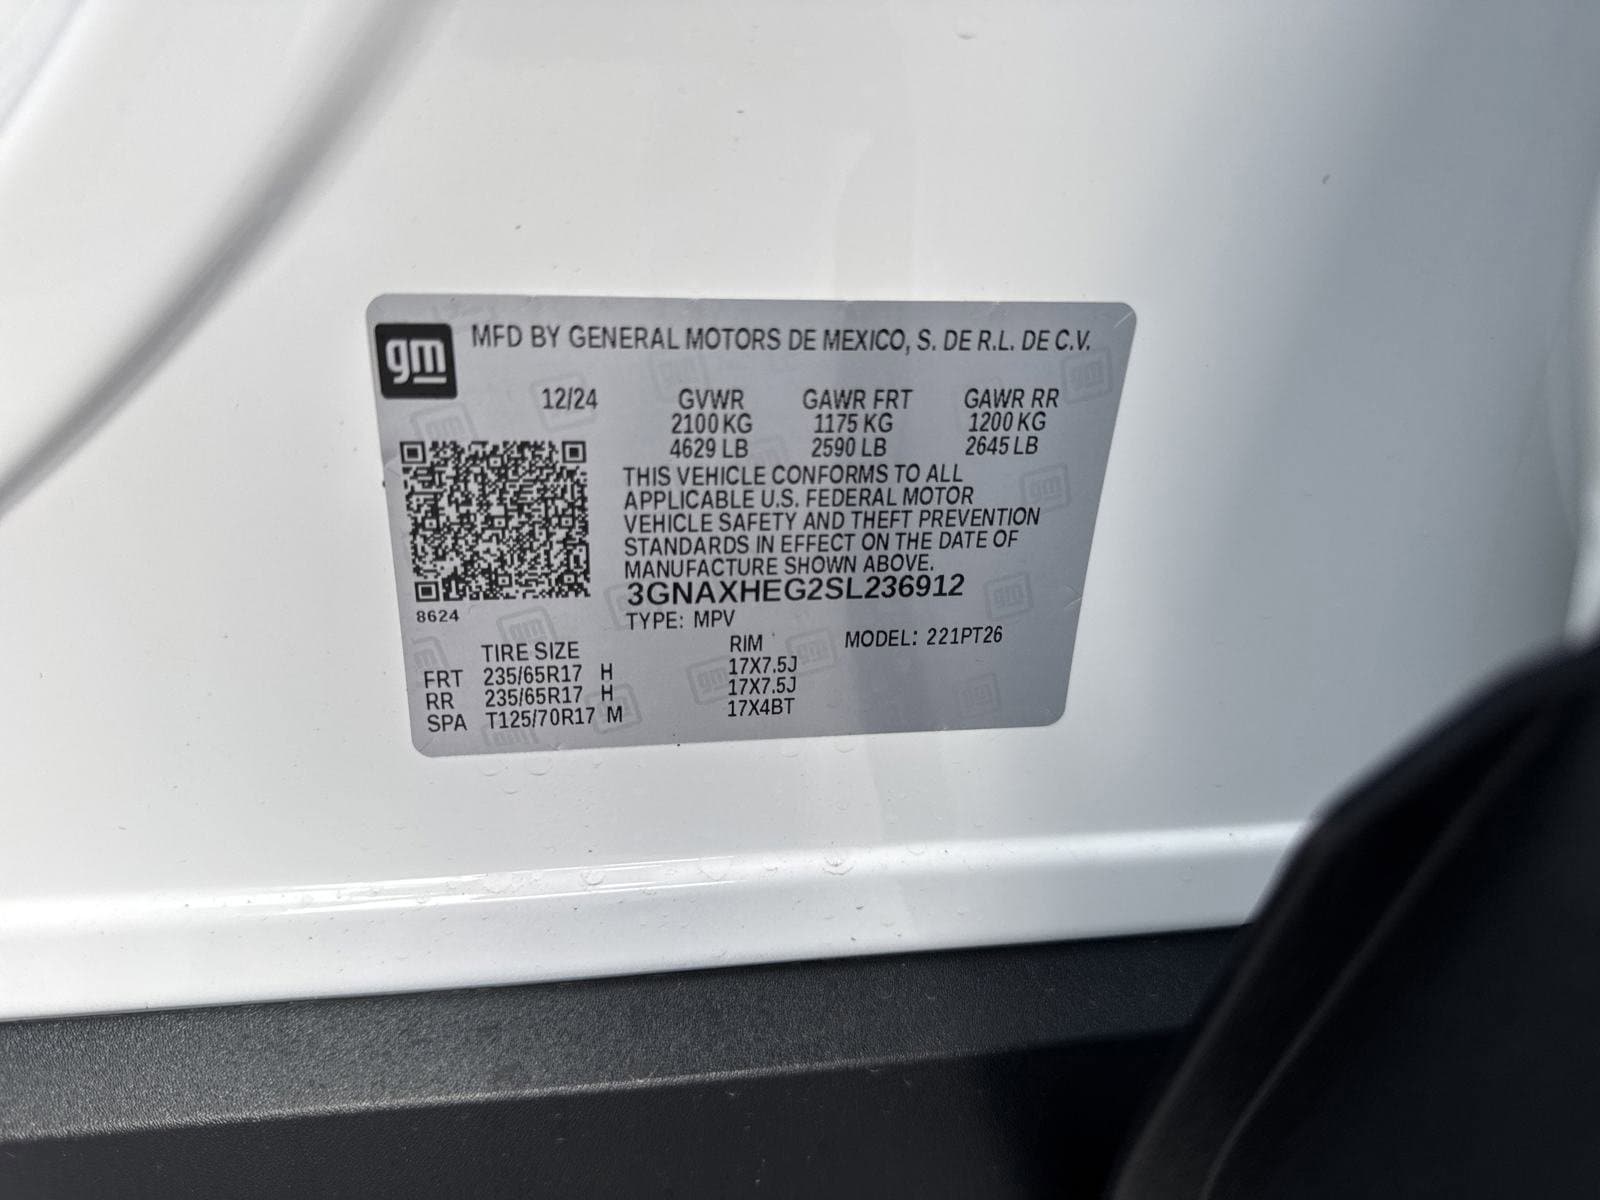 gm MFD BY GENERAL MOTORS DE MEXICO, S. DE R.L. DE C.V.
12/24 GVWR GAWR FRT GAWR RR
2100 KG 1175 KG 1200 KG
4629 LB 2590 LB 2645 LB
THIS VEHICLE CONFORMS TO ALL
APPLICABLE U.S. FEDERAL MOTOR
VEHICLE SAFETY AND THEFT PREVENTION
STANDARDS IN EFFECT ON THE DATE OF
MANUFACTURE SHOWN ABOVE.
3GNAXHEG2SL236912
8624
TYPE: MPV
TIRE SIZE RIM MODEL: 221PT26
FRT 235/65R17 H 17X7.5J
RR 235/65R17 H 17X7.5J
SPA T125/70R17 M 17X4BT